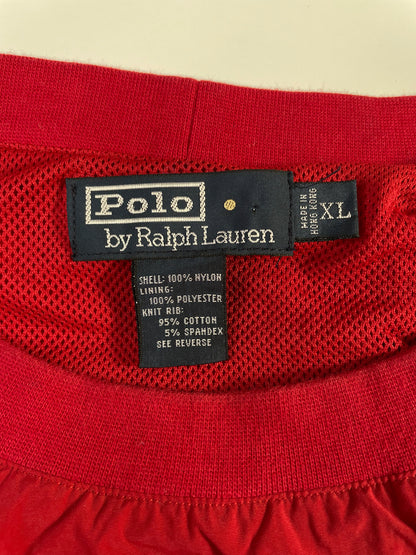 Polo
by Ralph Lauren
MADE IN
HONG KONG
XL
SHELL: 100% NYLON
LINING:
100% POLYESTER
KNIT RIB:
95% COTTON
5% SPANDEX
SEE REVERSE